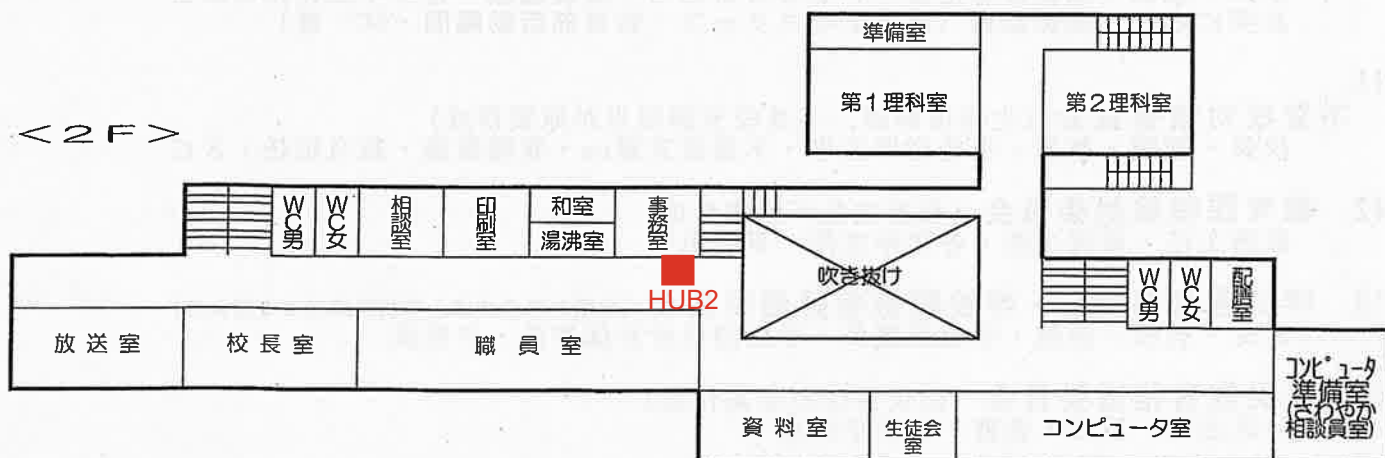 準備室
第1理科室
第2理科室
<2F>
WC男
WC女
相談室
印刷室
和室
湯沸室
事務室
HUB2
吹き抜け
WC男
WC女
配膳室
放送室
校長室
職員室
資料室
生徒会
室
コンピュータ室
コンピュータ
準備室
(さわやか
相談員室)